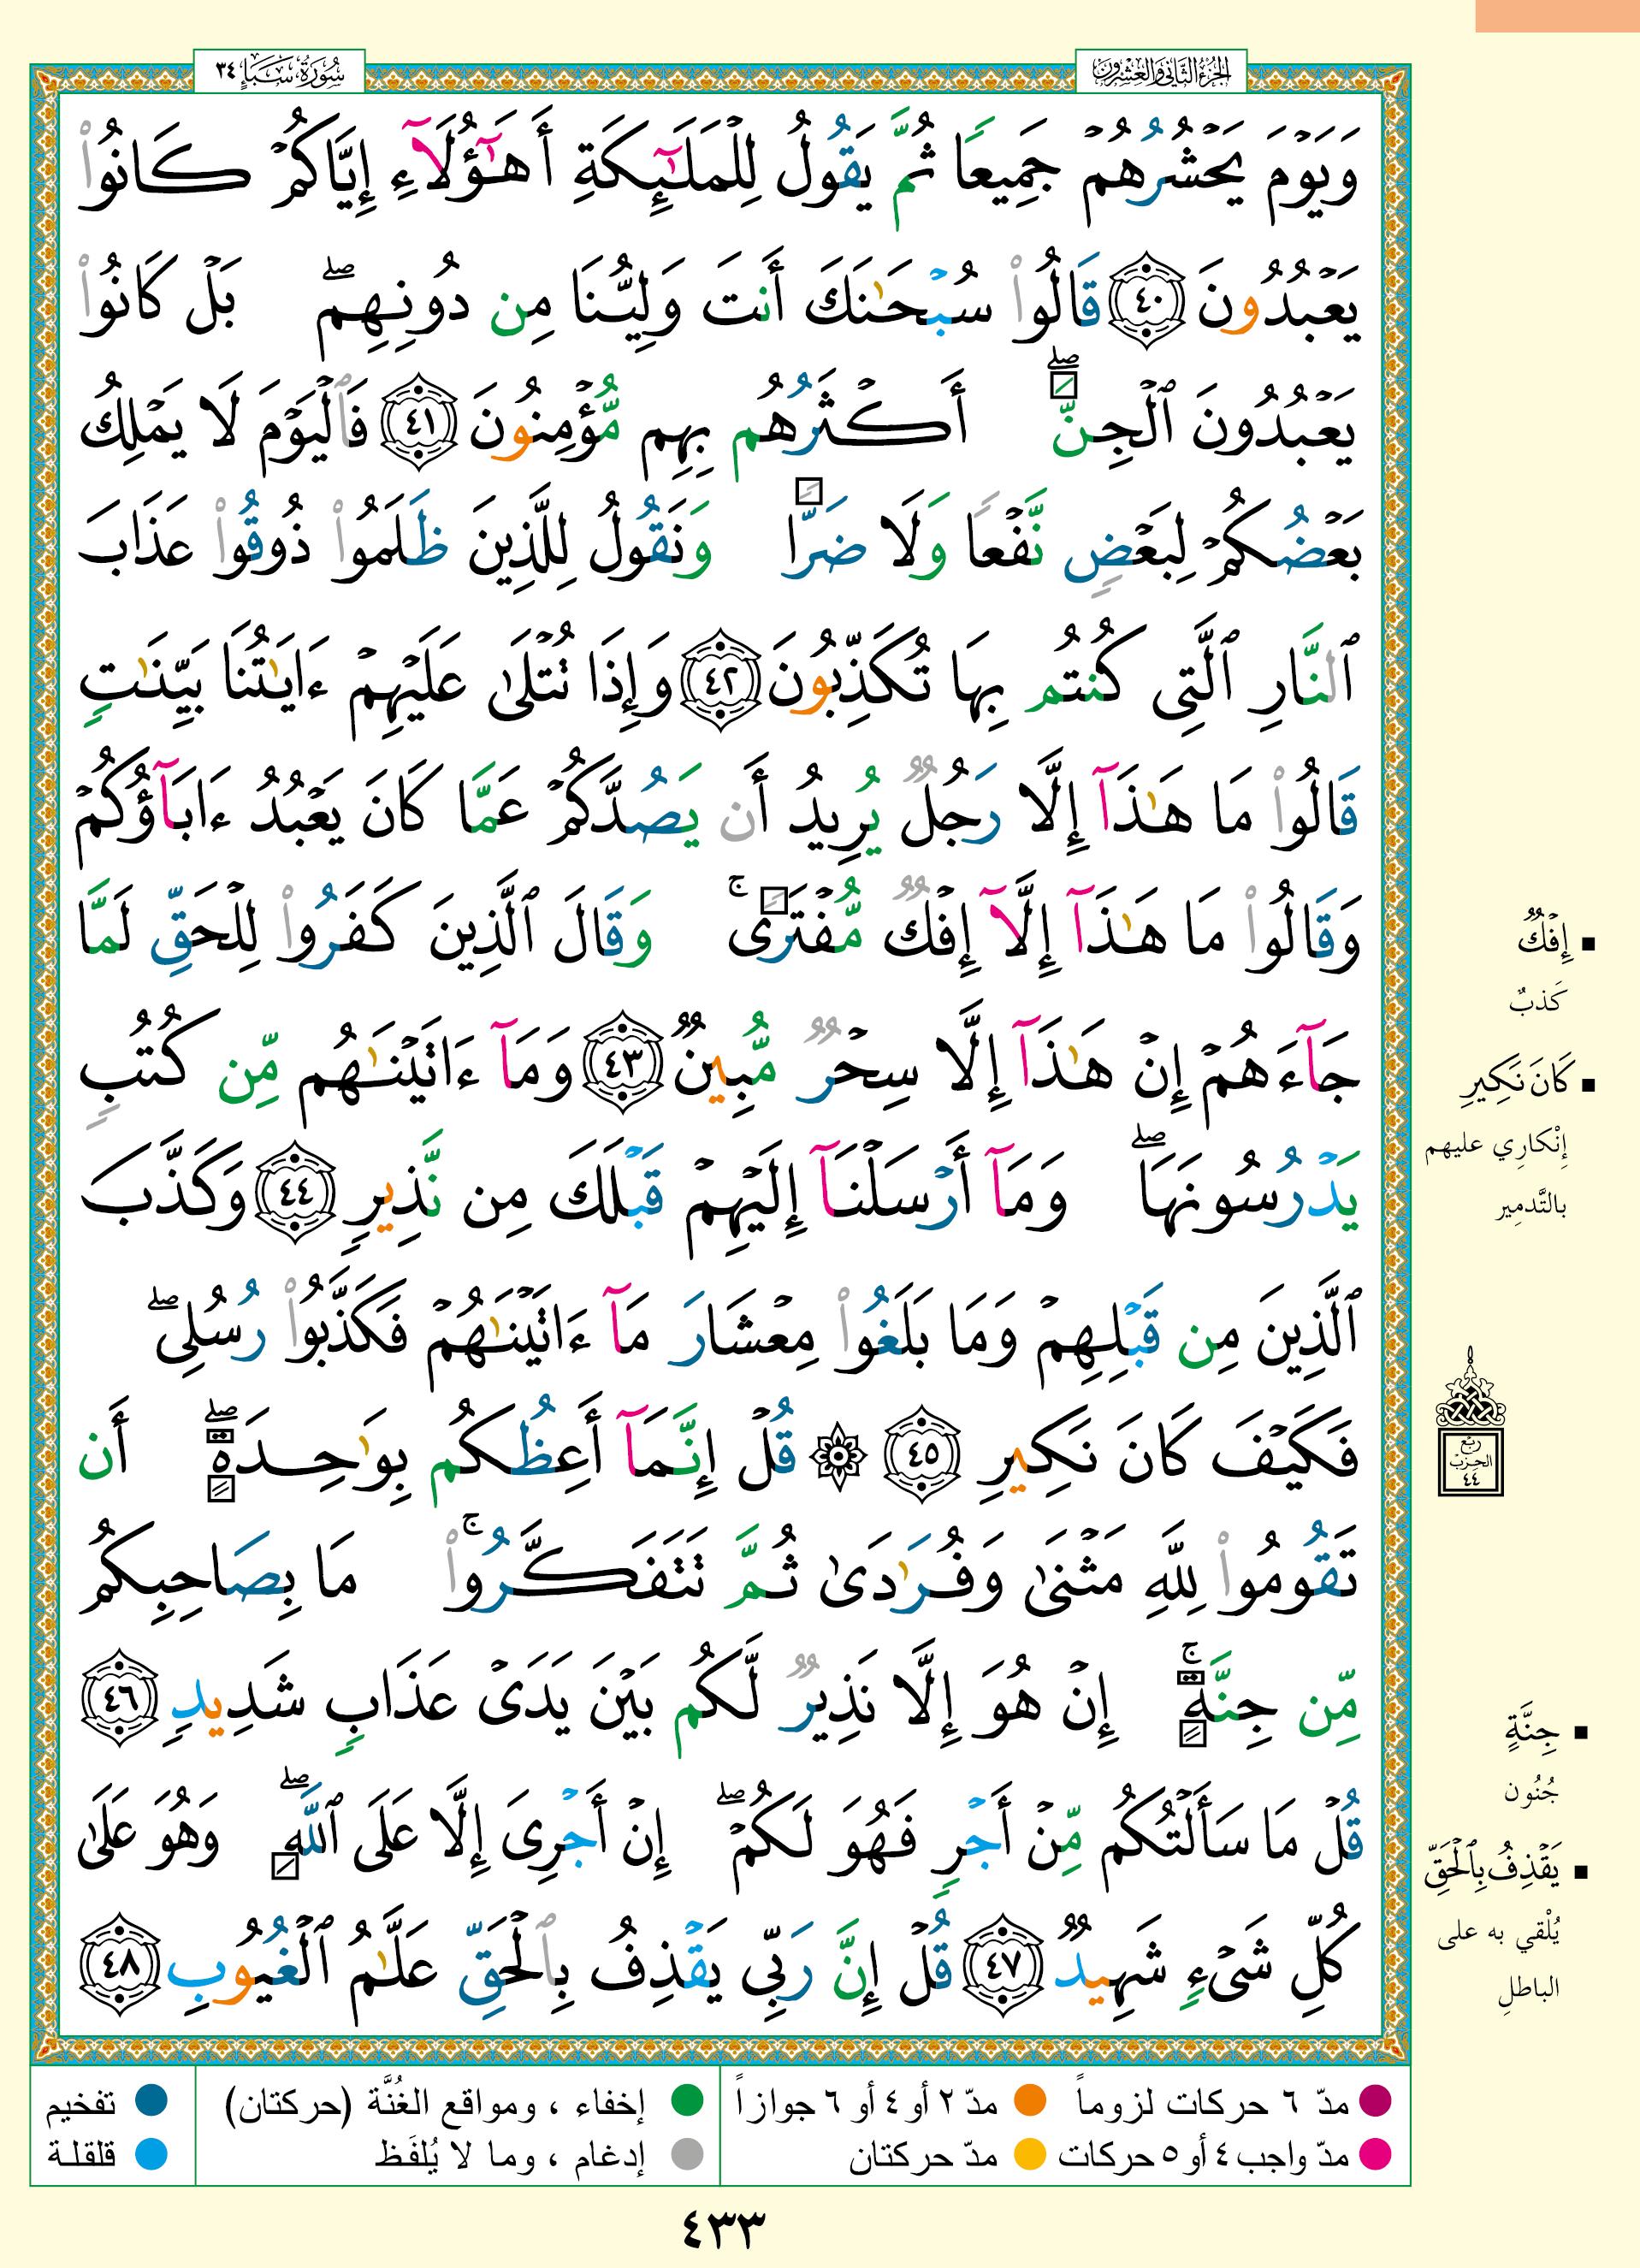 الجزء الثاني والعشرون
سورة سبإ ٣٤
وَيَوْمَ يَحْشُرُهُمْ جَمِيعًا ثُمَّ يَقُولُ لِلْمَلَٰٓئِكَةِ أَهَٰٓؤُلَآءِ إِيَّاكُمْ كَانُوا۟
يَعْبُدُونَ ٤٠ قَالُوا۟ سُبْحَٰنَكَ أَنتَ وَلِيُّنَا مِن دُونِهِم ۖ بَلْ كَانُوا۟
يَعْبُدُونَ ٱلْجِنَّ ۖ أَكْثَرُهُم بِهِم مُّؤْمِنُونَ ٤١ فَٱلْيَوْمَ لَا يَمْلِكُ
بَعْضُكُمْ لِبَعْضٍ نَّفْعًا وَلَا ضَرًّا وَنَقُولُ لِلَّذِينَ ظَلَمُوا۟ ذُوقُوا۟ عَذَابَ
ٱلنَّارِ ٱلَّتِى كُنتُم بِهَا تُكَذِّبُونَ ٤٢ وَإِذَا تُتْلَىٰ عَلَيْهِمْ ءَايَٰتُنَا بَيِّنَٰتٍ
قَالُوا۟ مَا هَٰذَآ إِلَّا رَجُلٌ يُرِيدُ أَن يَصُدَّكُمْ عَمَّا كَانَ يَعْبُدُ ءَابَآؤُكُمْ
وَقَالُوا۟ مَا هَٰذَآ إِلَّآ إِفْكٌ مُّفْتَرًى ۚ وَقَالَ ٱلَّذِينَ كَفَرُوا۟ لِلْحَقِّ لَمَّا
جَآءَهُمْ إِنْ هَٰذَآ إِلَّا سِحْرٌ مُّبِينٌ ٤٣ وَمَآ ءَاتَيْنَٰهُم مِّن كُتُبٍ
يَدْرُسُونَهَا ۖ وَمَآ أَرْسَلْنَآ إِلَيْهِمْ قَبْلَكَ مِن نَّذِيرٍ ٤٤ وَكَذَّبَ
ٱلَّذِينَ مِن قَبْلِهِمْ وَمَا بَلَغُوا۟ مِعْشَارَ مَآ ءَاتَيْنَٰهُمْ فَكَذَّبُوا۟ رُسُلِى ۖ
فَكَيْفَ كَانَ نَكِيرِ ٤٥ ۞ قُلْ إِنَّمَآ أَعِظُكُم بِوَٰحِدَةٍ ۖ أَن
تَقُومُوا۟ لِلَّهِ مَثْنَىٰ وَفُرَٰدَىٰ ثُمَّ تَتَفَكَّرُوا۟ ۚ مَا بِصَاحِبِكُم
مِّن جِنَّةٍ ۚ إِنْ هُوَ إِلَّا نَذِيرٌ لَّكُم بَيْنَ يَدَىْ عَذَابٍ شَدِيدٍ ٤٦
قُلْ مَا سَأَلْتُكُم مِّنْ أَجْرٍ فَهُوَ لَكُمْ ۖ إِنْ أَجْرِىَ إِلَّا عَلَى ٱللَّهِ ۖ وَهُوَ عَلَىٰ
كُلِّ شَىْءٍ شَهِيدٌ ٤٧ قُلْ إِنَّ رَبِّى يَقْذِفُ بِٱلْحَقِّ عَلَّٰمُ ٱلْغُيُوبِ ٤٨
■ إِفْكٌ
كَذبٌ
■ كَانَ نَكِيرِ
إِنْكارِي عليهم
بالتَّدمِير
ربع
الحزب
٤٤
■ جِنَّةٍ
جُنُون
■ يَقْذِفُ بِٱلْحَقِّ
يُلْقي به على
الباطلِ
مدّ ٦ حركات لزوماً ● مدّ ٢ أو ٤ أو ٦ جوازاً ● إخفاء ، ومواقع الغُنَّة (حركتان) ● تفخيم
مدّ واجب ٤ أو ٥ حركات ● مدّ حركتان ● إدغام ، وما لا يُلفَظ ● قلقلة
٤٣٣